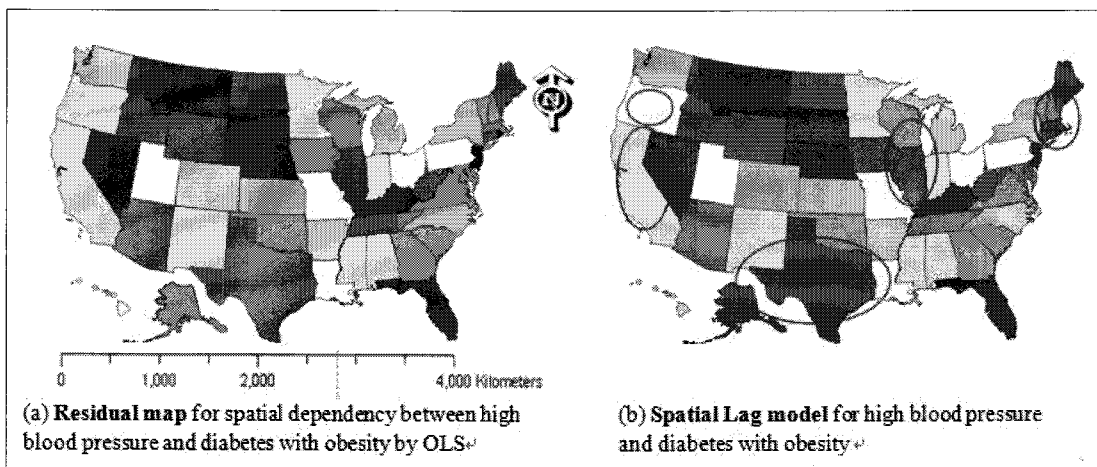 N
0 1,000 2,000 4,000 Kilometers
(a) Residual map for spatial dependency between high
blood pressure and diabetes with obesity by OLS↵
(b) Spatial Lag model for high blood pressure
and diabetes with obesity↵